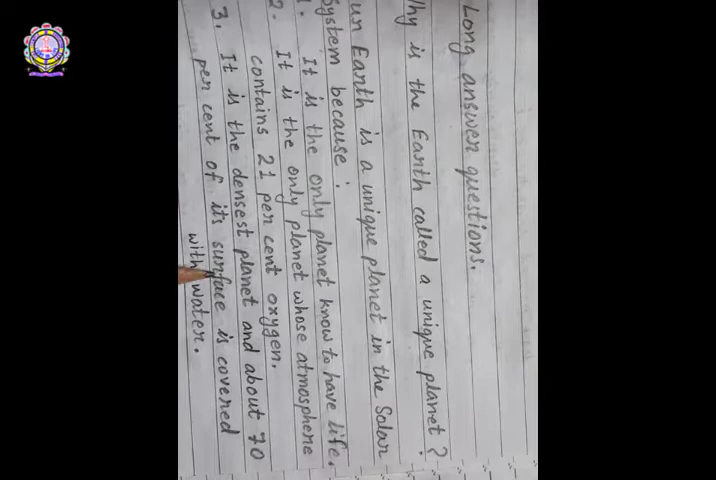 Long answer questions.
hy is the Earth called a unique planet ?
ur Earth is a unique planet in the Solar
System because :
1. It is the only planet know to have life.
2. It is the only planet whose atmosphere
contains 21 per cent oxygen.
3. It is the densest planet and about 70
per cent of it's surface is covered
with water.